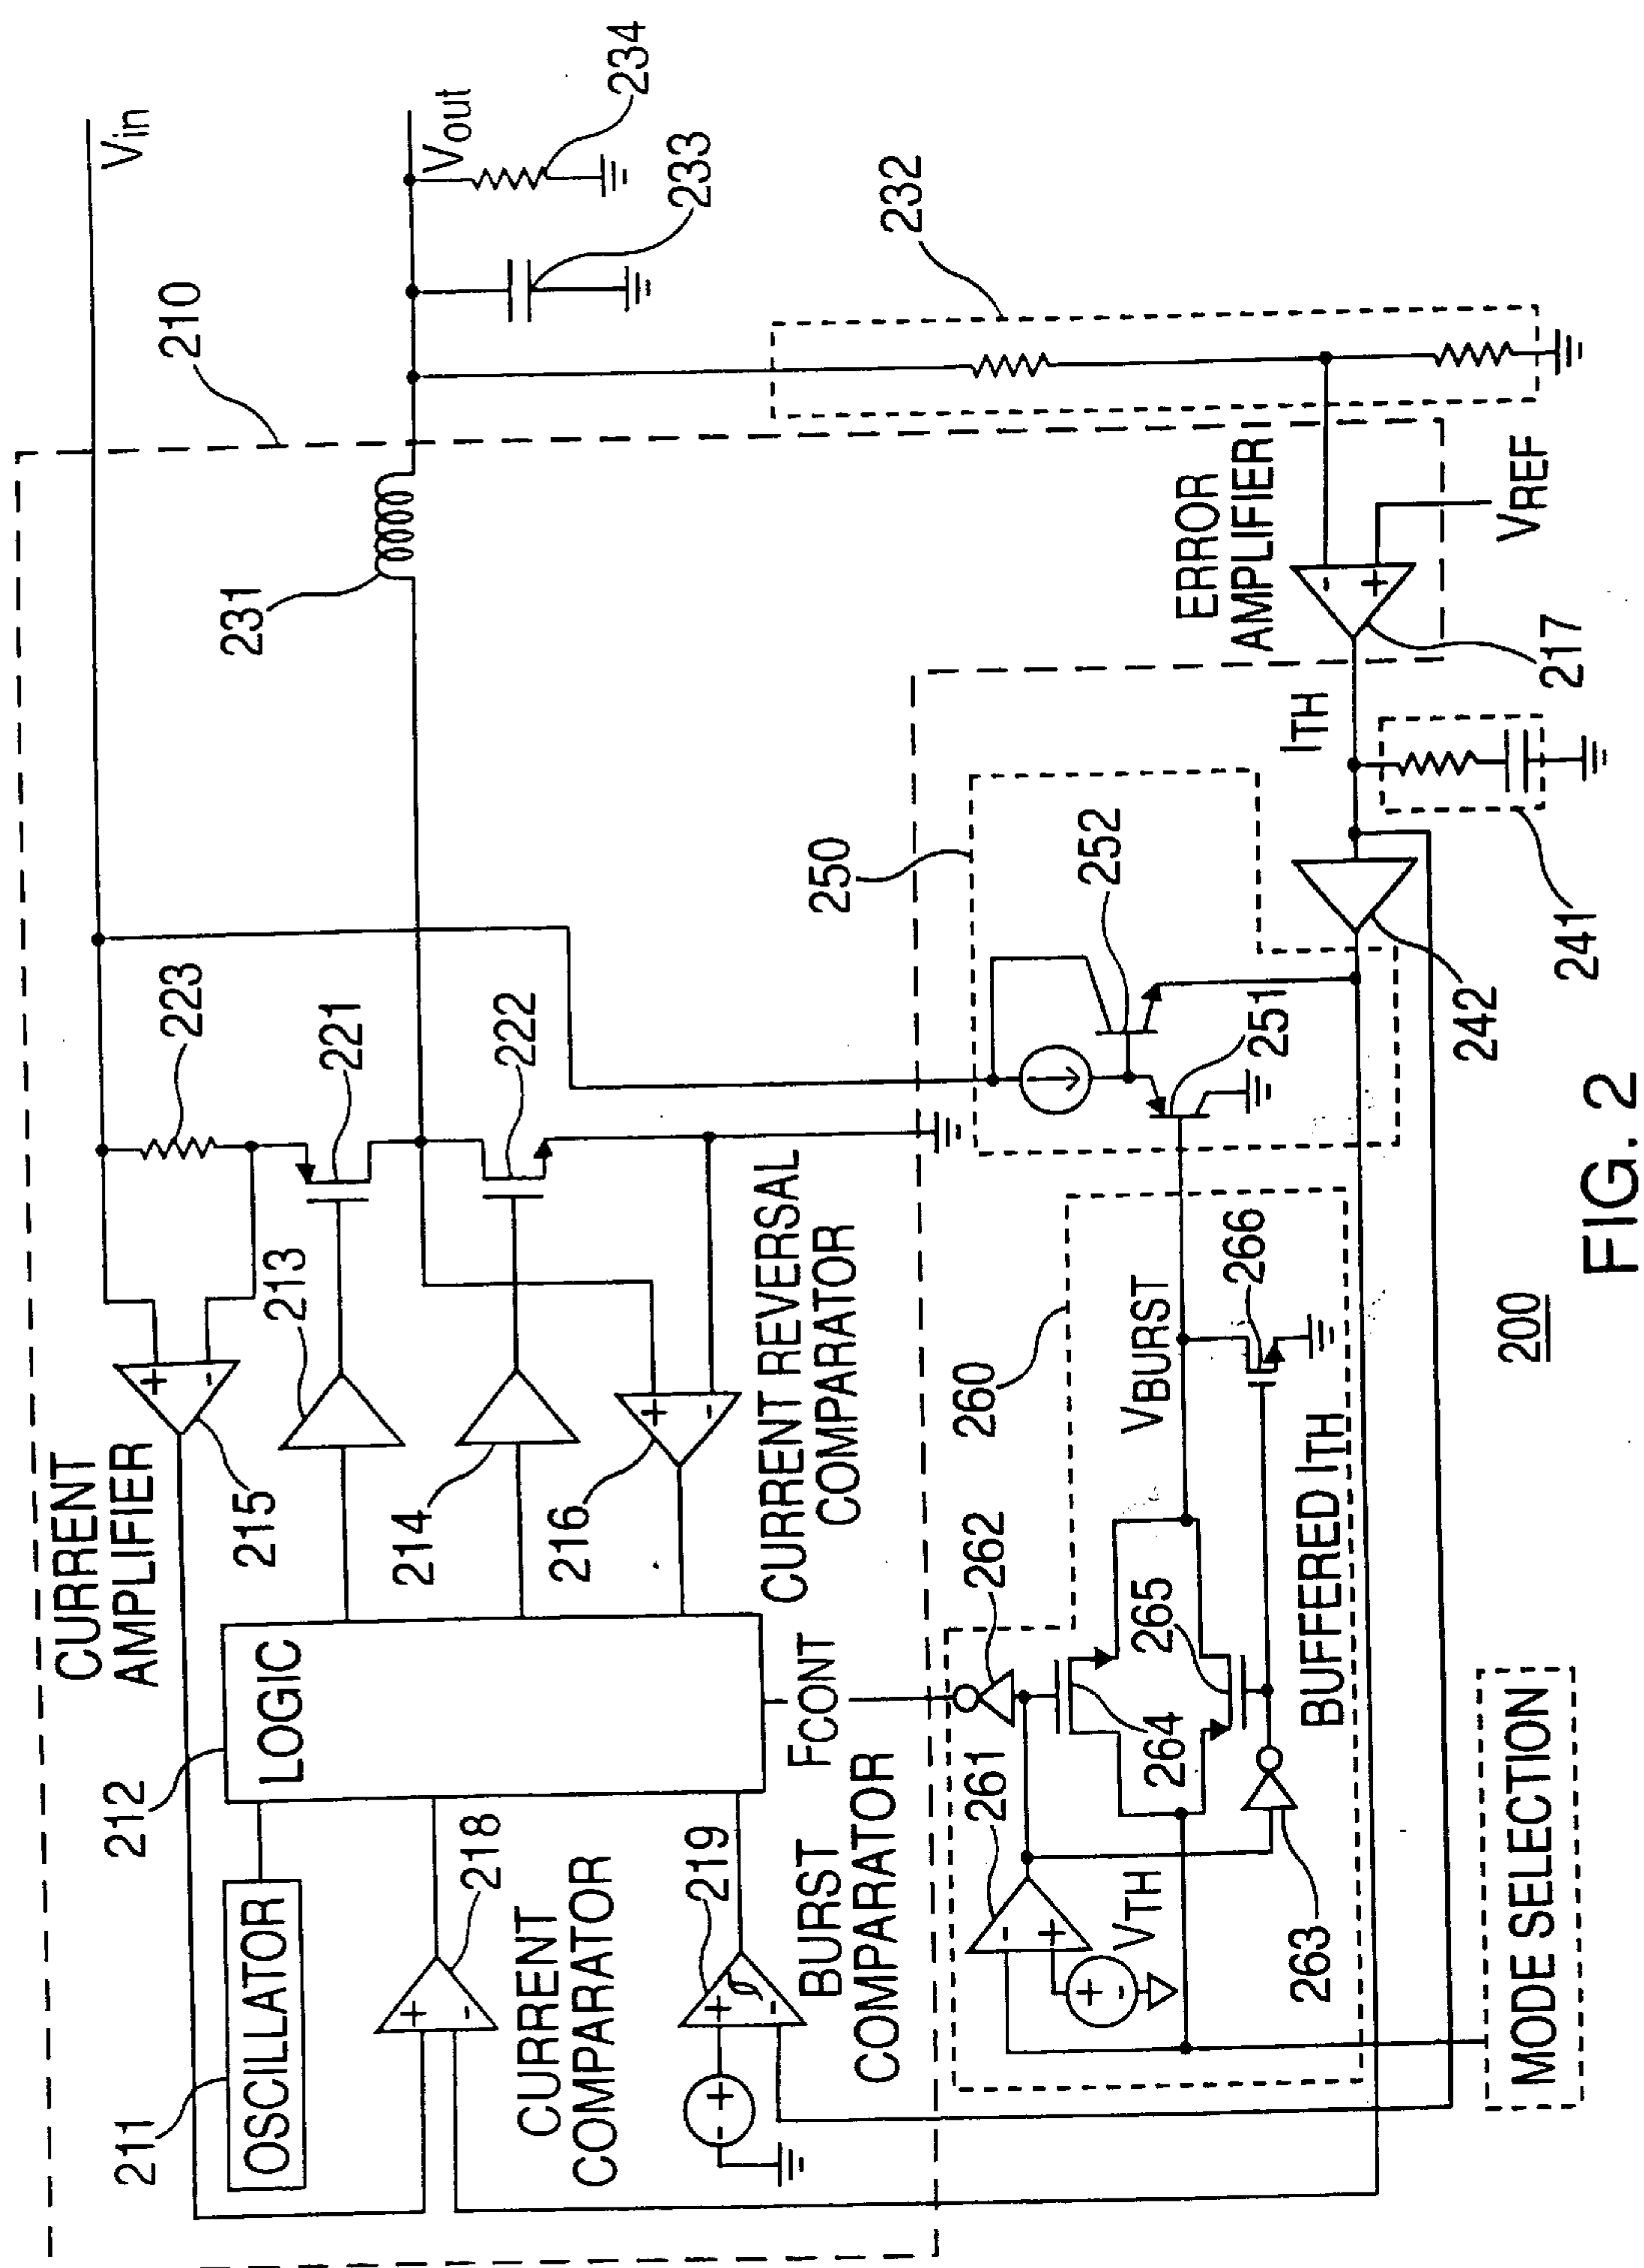 Vin
Vout
210
234
233
232
231
223
221
222
CURRENT
AMPLIFIER
215
213
214
216
CURRENT REVERSAL
COMPARATOR
212
LOGIC
211
OSCILLATOR
218
CURRENT
COMPARATOR
219
BURST
COMPARATOR
FCONT
ERROR
AMPLIFIER
217
VREF
ITH
241
242
250
252
251
260
VBURST
266
262
265
264
261
VTH
263
BUFFERED ITH
MODE SELECTION
200
FIG. 2